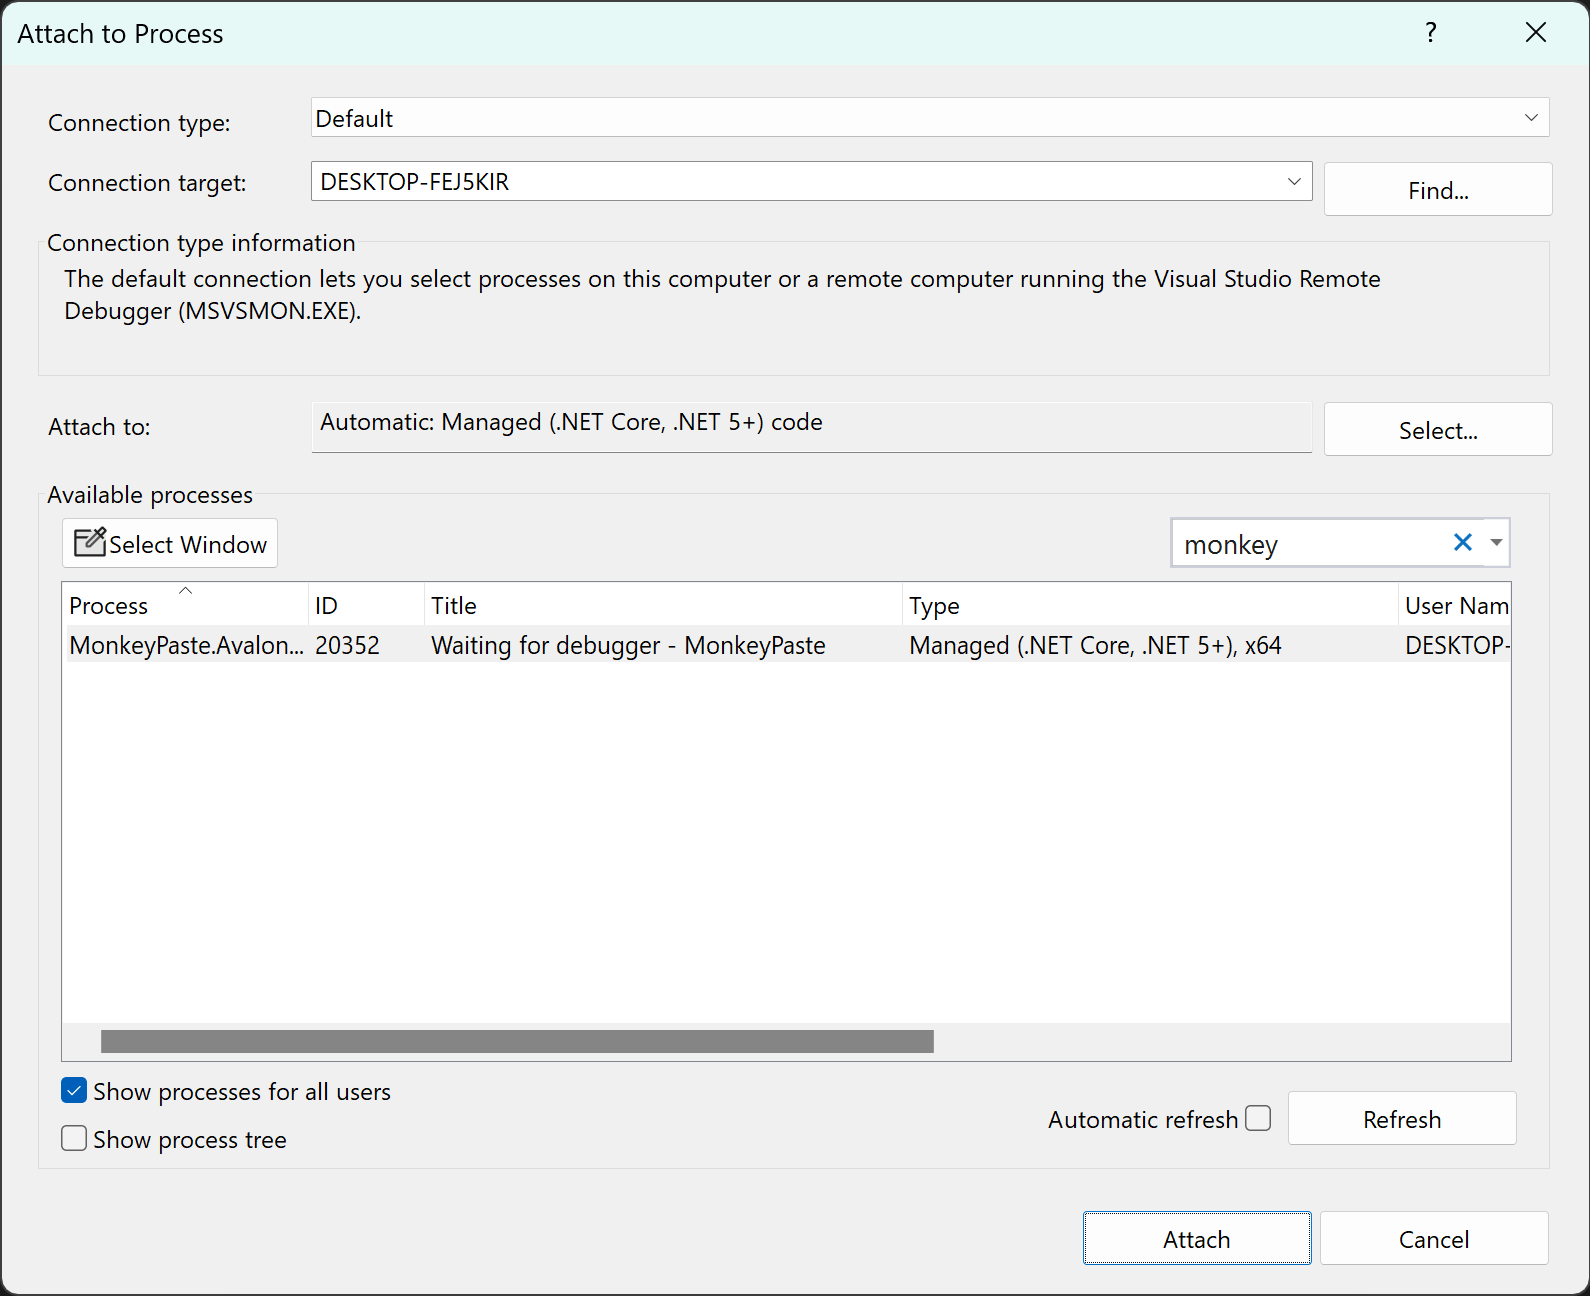 Attach to Process
?
Connection type:
Default
Connection target:
DESKTOP-FEJ5KIR
Find...
Connection type information
The default connection lets you select processes on this computer or a remote computer running the Visual Studio Remote
Debugger (MSVSMON.EXE).
Attach to:
Automatic: Managed (.NET Core, .NET 5+) code
Select...
Available processes
Select Window
monkey
Process ID Title Type User Nam
MonkeyPaste.Avalon... 20352 Waiting for debugger - MonkeyPaste Managed (.NET Core, .NET 5+), x64 DESKTOP-
Show processes for all users
Show process tree
Automatic refresh
Refresh
Attach
Cancel